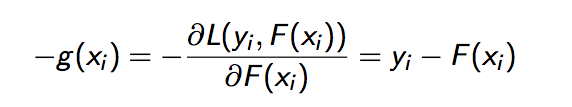 −g(xᵢ) = − ∂L(yᵢ, F(xᵢ)) / ∂F(xᵢ) = yᵢ − F(xᵢ)